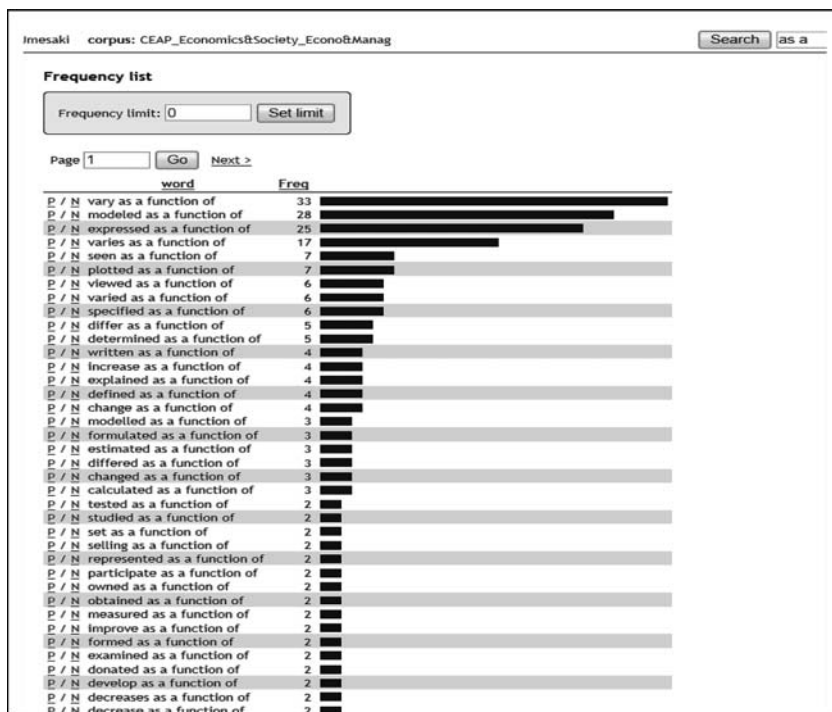 Jmesaki corpus: CEAP_Economics&Society_Econo&Manag Search as a
Frequency list
Frequency limit: 0 Set limit
Page 1 Go Next >
word Freq
P / N vary as a function of 33
P / N modeled as a function of 28
P / N expressed as a function of 25
P / N varies as a function of 17
P / N seen as a function of 7
P / N plotted as a function of 7
P / N viewed as a function of 6
P / N varied as a function of 6
P / N specified as a function of 6
P / N differ as a function of 5
P / N determined as a function of 5
P / N written as a function of 4
P / N increase as a function of 4
P / N explained as a function of 4
P / N defined as a function of 4
P / N change as a function of 4
P / N modelled as a function of 3
P / N formulated as a function of 3
P / N estimated as a function of 3
P / N differed as a function of 3
P / N changed as a function of 3
P / N calculated as a function of 3
P / N tested as a function of 2
P / N studied as a function of 2
P / N set as a function of 2
P / N selling as a function of 2
P / N represented as a function of 2
P / N participate as a function of 2
P / N owned as a function of 2
P / N obtained as a function of 2
P / N measured as a function of 2
P / N improve as a function of 2
P / N formed as a function of 2
P / N examined as a function of 2
P / N donated as a function of 2
P / N develop as a function of 2
P / N decreases as a function of 2
P / N decrease as a function of 2